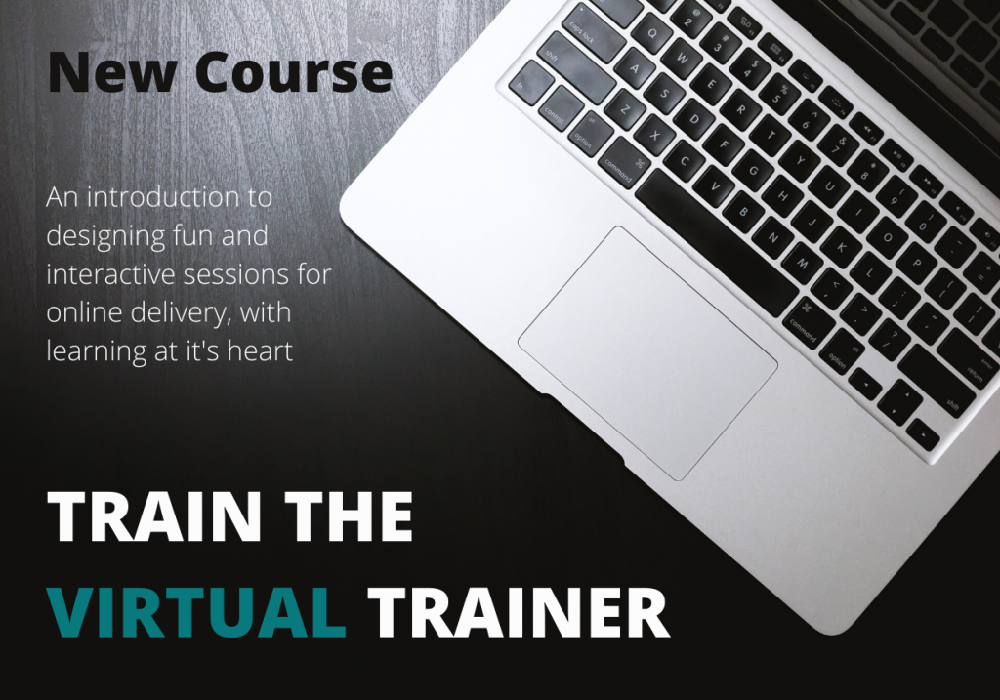 New Course
An introduction to
designing fun and
interactive sessions for
online delivery, with
learning at it's heart
TRAIN THE
VIRTUAL TRAINER